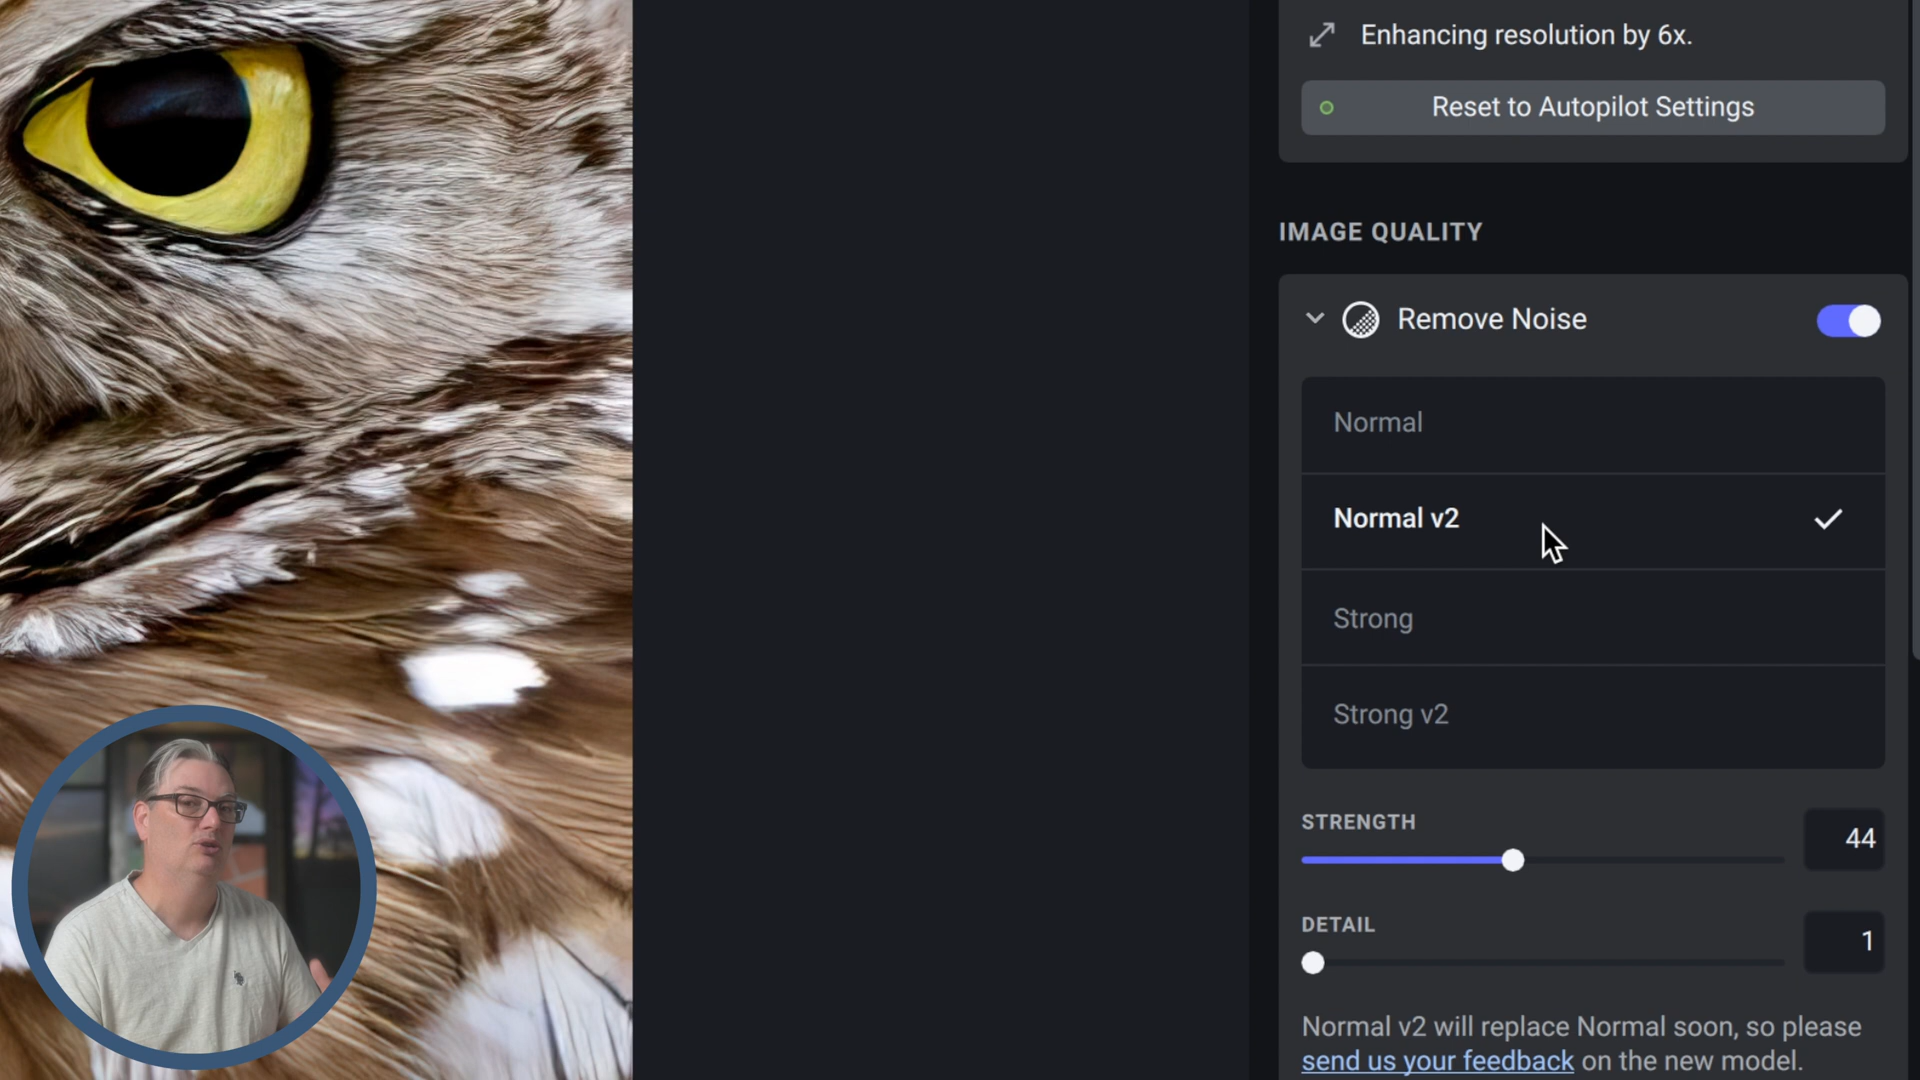 Enhancing resolution by 6x.
Reset to Autopilot Settings
IMAGE QUALITY
Remove Noise
Normal
Normal v2
Strong
Strong v2
STRENGTH
44
DETAIL
1
Normal v2 will replace Normal soon, so please
send us your feedback on the new model.